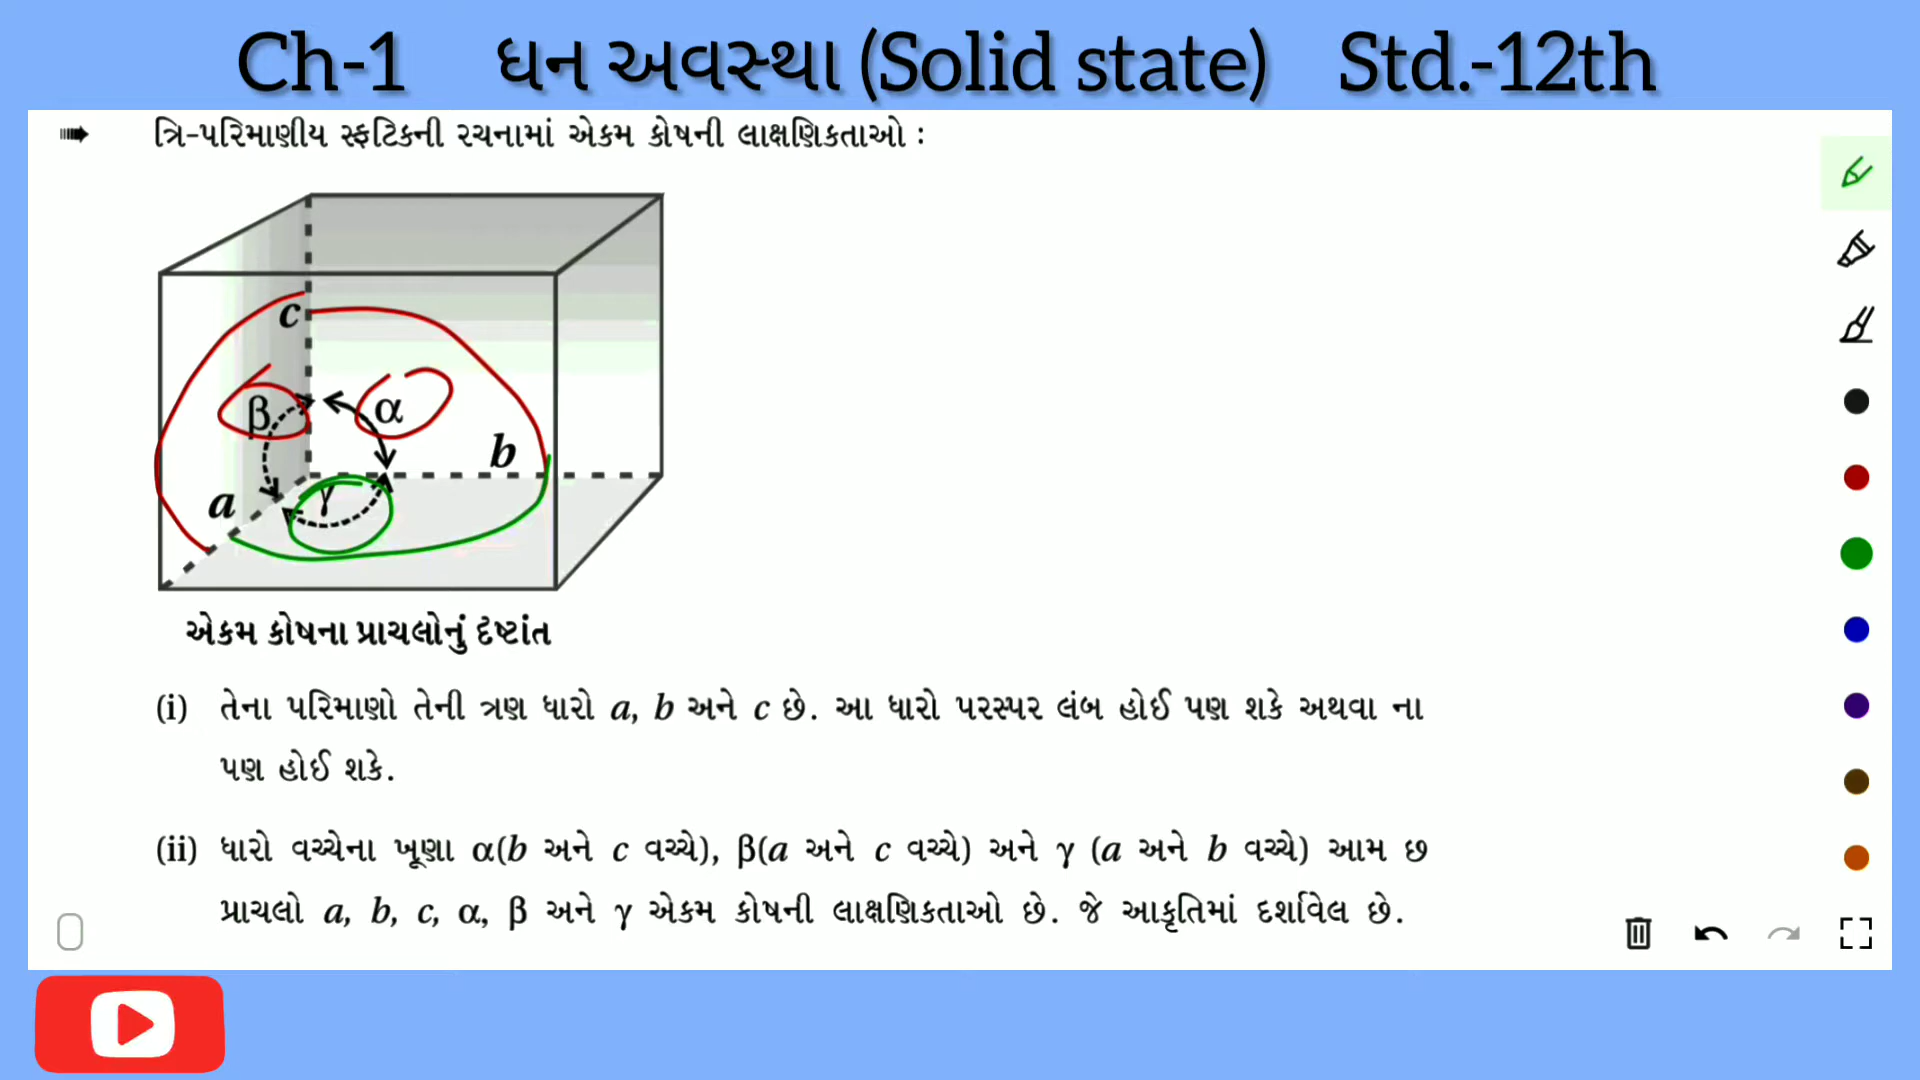 Ch-1 ઘન અવસ્થા (Solid state) Std.-12th
ત્રિ-પરિમાણીય સ્ફટિકની રચનામાં એકમ કોષની લાક્ષણિકતાઓ :
c
β α
b
a γ
એકમ કોષના પ્રાચલોનું દૃષ્ટાંત
(i) તેના પરિમાણો તેની ત્રણ ધારો a, b અને c છે. આ ધારો પરસ્પર લંબ હોઈ પણ શકે અથવા ના
પણ હોઈ શકે.
(ii) ધારો વચ્ચેના ખૂણા α(b અને c વચ્ચે), β(a અને c વચ્ચે) અને γ (a અને b વચ્ચે) આમ છ
પ્રાચલો a, b, c, α, β અને γ એકમ કોષની લાક્ષણિકતાઓ છે. જે આકૃતિમાં દર્શાવેલ છે.